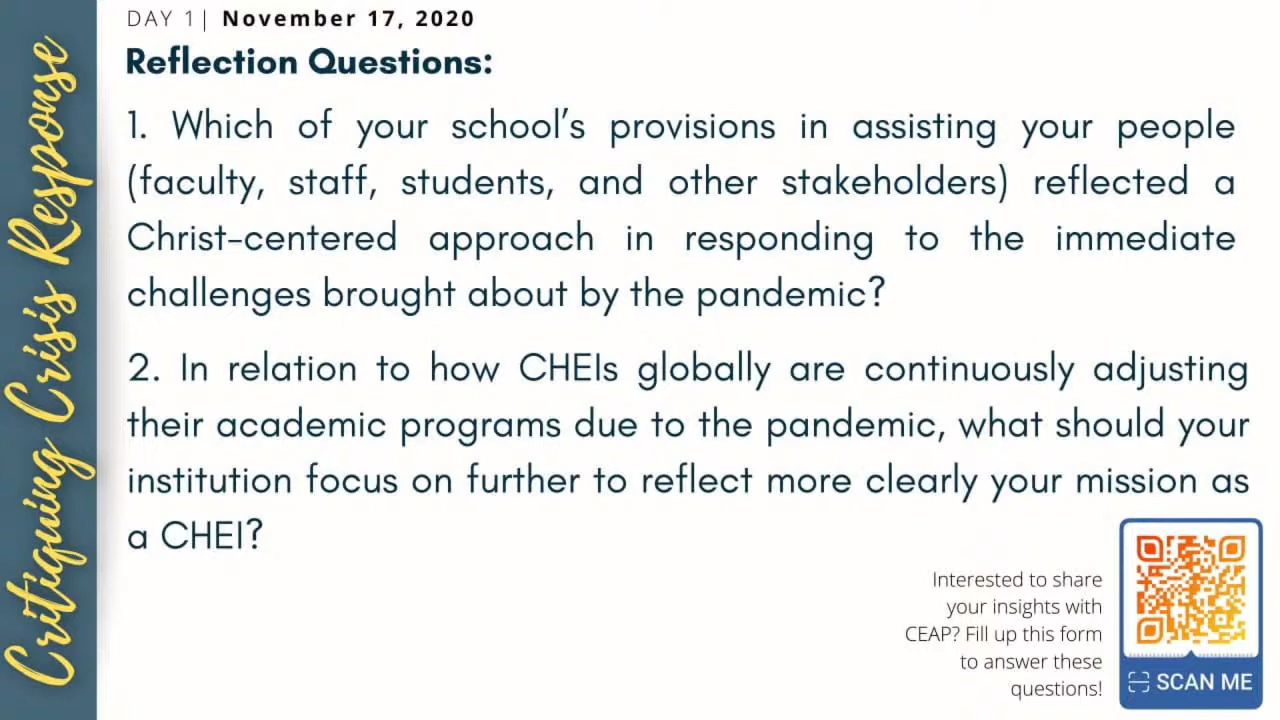 DAY 1| November 17, 2020
Reflection Questions:
1. Which of your school's provisions in assisting your people
(faculty, staff, students, and other stakeholders) reflected a
Christ-centered approach in responding to the immediate
challenges brought about by the pandemic?
2. In relation to how CHEIs globally are continuously adjusting
their academic programs due to the pandemic, what should your
institution focus on further to reflect more clearly your mission as
a CHEI?
Interested to share
your insights with
CEAP? Fill up this form
to answer these
questions!
SCAN ME
Critiquing Crisis Response